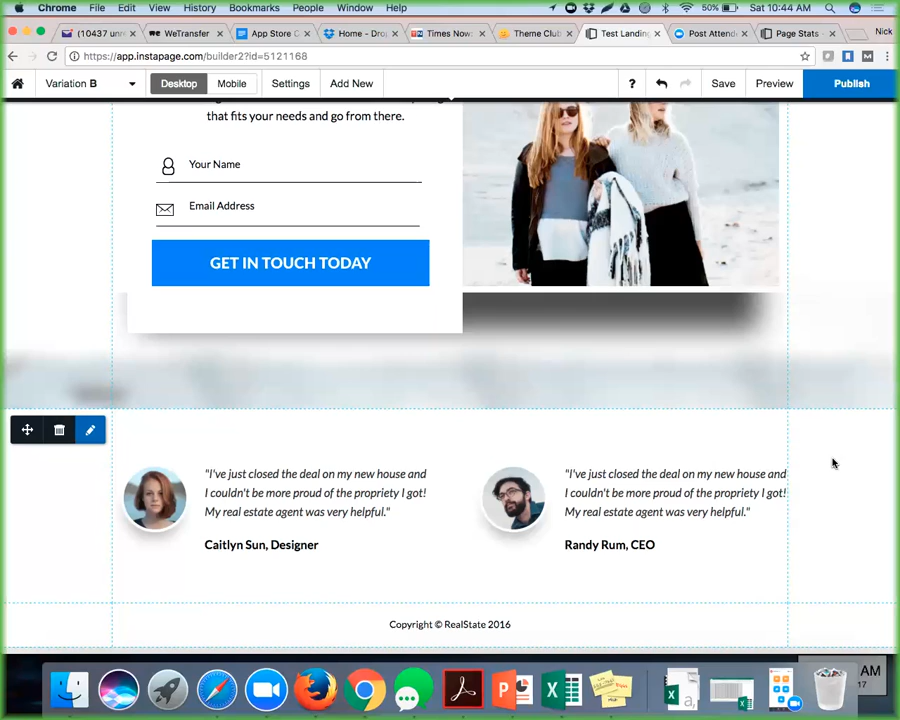 Chrome File Edit View History Bookmarks People Window Help 50% Sat 10:44 AM
(10437 unr WeTransfer App Store C Home - Dro Times Now: Theme Club Test Landing Post Attend Page Stats - Nick
https://app.instapage.com/builder2?id=5121168
Variation B Desktop Mobile Settings Add New ? Save Preview Publish
that fits your needs and go from there.
Your Name
Email Address
GET IN TOUCH TODAY
"I've just closed the deal on my new house and
I couldn't be more proud of the propriety I got!
My real estate agent was very helpful."
Caitlyn Sun, Designer
"I've just closed the deal on my new house and
I couldn't be more proud of the propriety I got!
My real estate agent was very helpful."
Randy Rum, CEO
Copyright © RealState 2016
AM
17